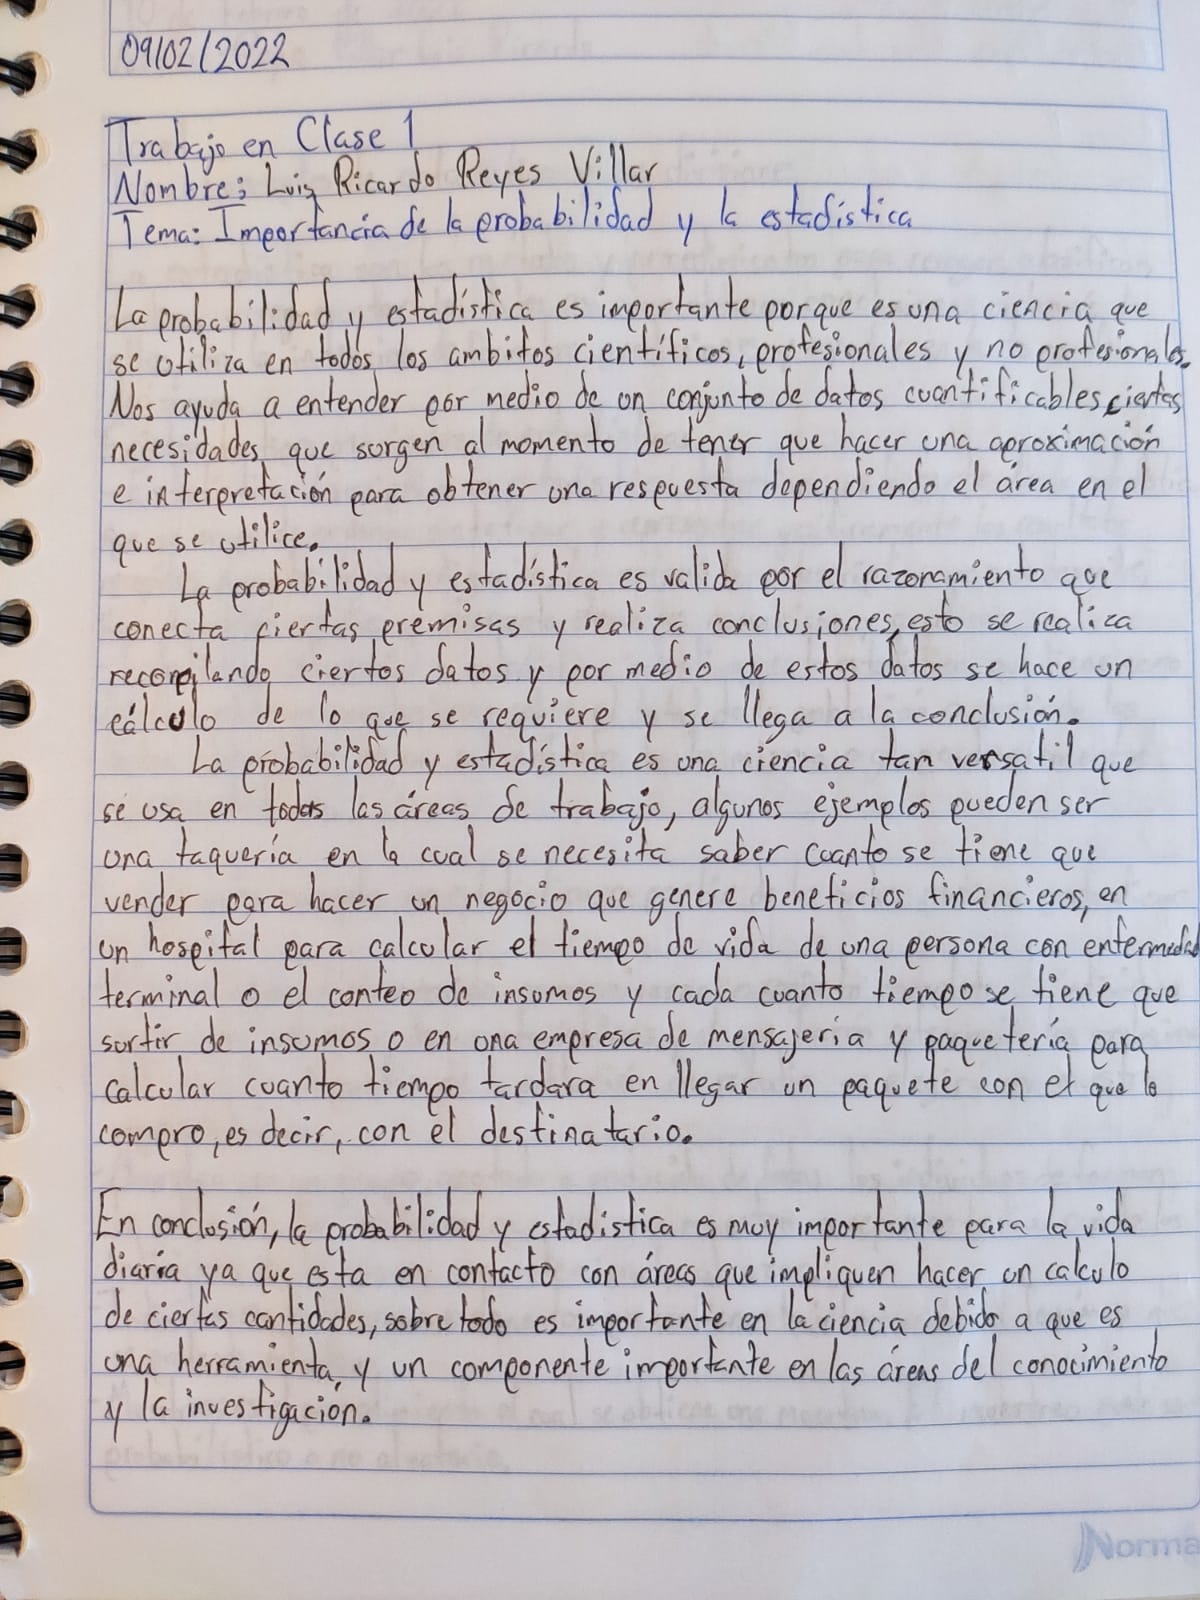 09/02/2022
Trabajo en Clase 1
Nombre: Luis Ricardo Reyes Villar
Tema: Importancia de la probabilidad y la estadística
La probabilidad y estadística es importante porque es una ciencia que
se utiliza en todos los ambitos científicos, profesionales y no profesionales.
Nos ayuda a entender por medio de un conjunto de datos cuantificables ciertas
necesidades que surgen al momento de tener que hacer una aproximación
e interpretación para obtener una respuesta dependiendo el área en el
que se utilice.
La probabilidad y estadística es valida por el razonamiento que
conecta ciertas premisas y realiza conclusiones, esto se realiza
recopilando ciertos datos y por medio de estos datos se hace un
cálculo de lo que se requiere y se llega a la conclusión.
La probabilidad y estadística es una ciencia tan versatil que
se usa en todas las áreas de trabajo, algunos ejemplos pueden ser
una taquería en la cual se necesita saber cuanto se tiene que
vender para hacer un negocio que genere beneficios financieros, en
un hospital para calcular el tiempo de vida de una persona con enfermedad
terminal o el conteo de insumos y cada cuanto tiempo se tiene que
surtir de insumos o en una empresa de mensajería y paquetería para
calcular cuanto tiempo tardara en llegar un paquete con el que lo
compro, es decir, con el destinatario.
En conclusión, la probabilidad y estadística es muy importante para la vida
diaria ya que esta en contacto con áreas que impliquen hacer un calculo
de ciertas cantidades, sobre todo es importante en la ciencia debido a que es
una herramienta y un componente importante en las áreas del conocimiento
y la investigación.
Norma